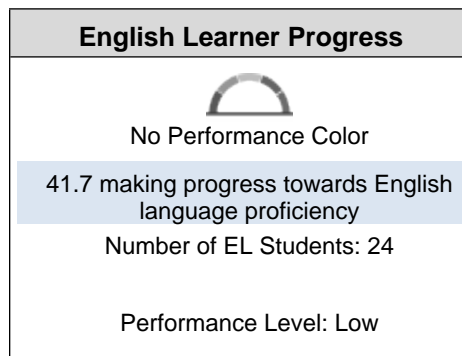 English Learner Progress
No Performance Color
41.7 making progress towards English
language proficiency
Number of EL Students: 24
Performance Level: Low